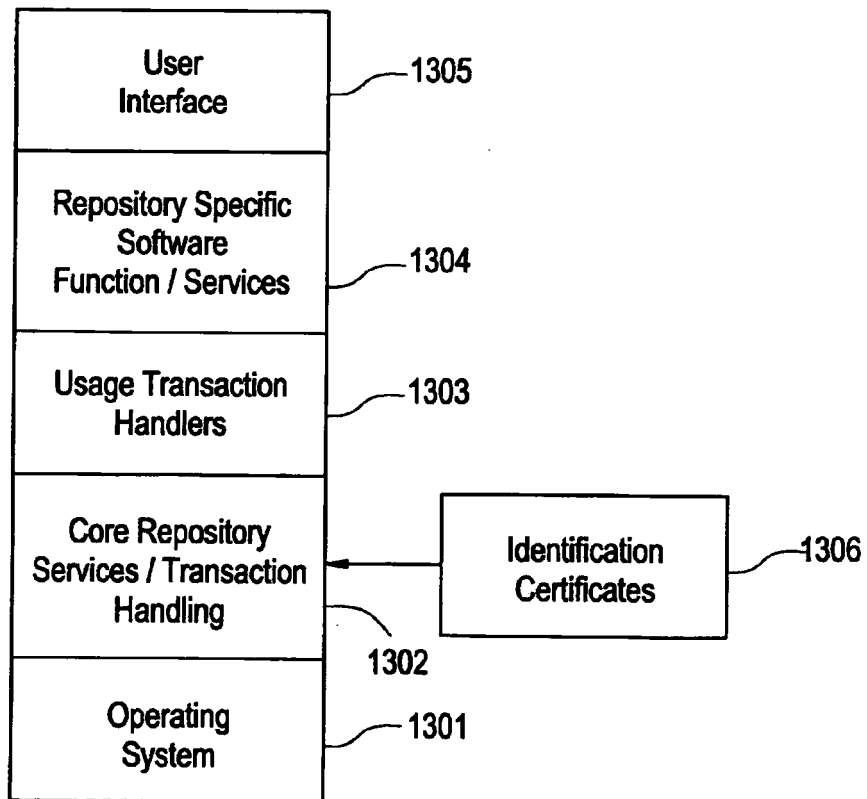 User
Interface
1305
Repository Specific
Software
Function / Services
1304
Usage Transaction
Handlers
1303
Core Repository
Services / Transaction
Handling
1302
Identification
Certificates
1306
Operating
System
1301